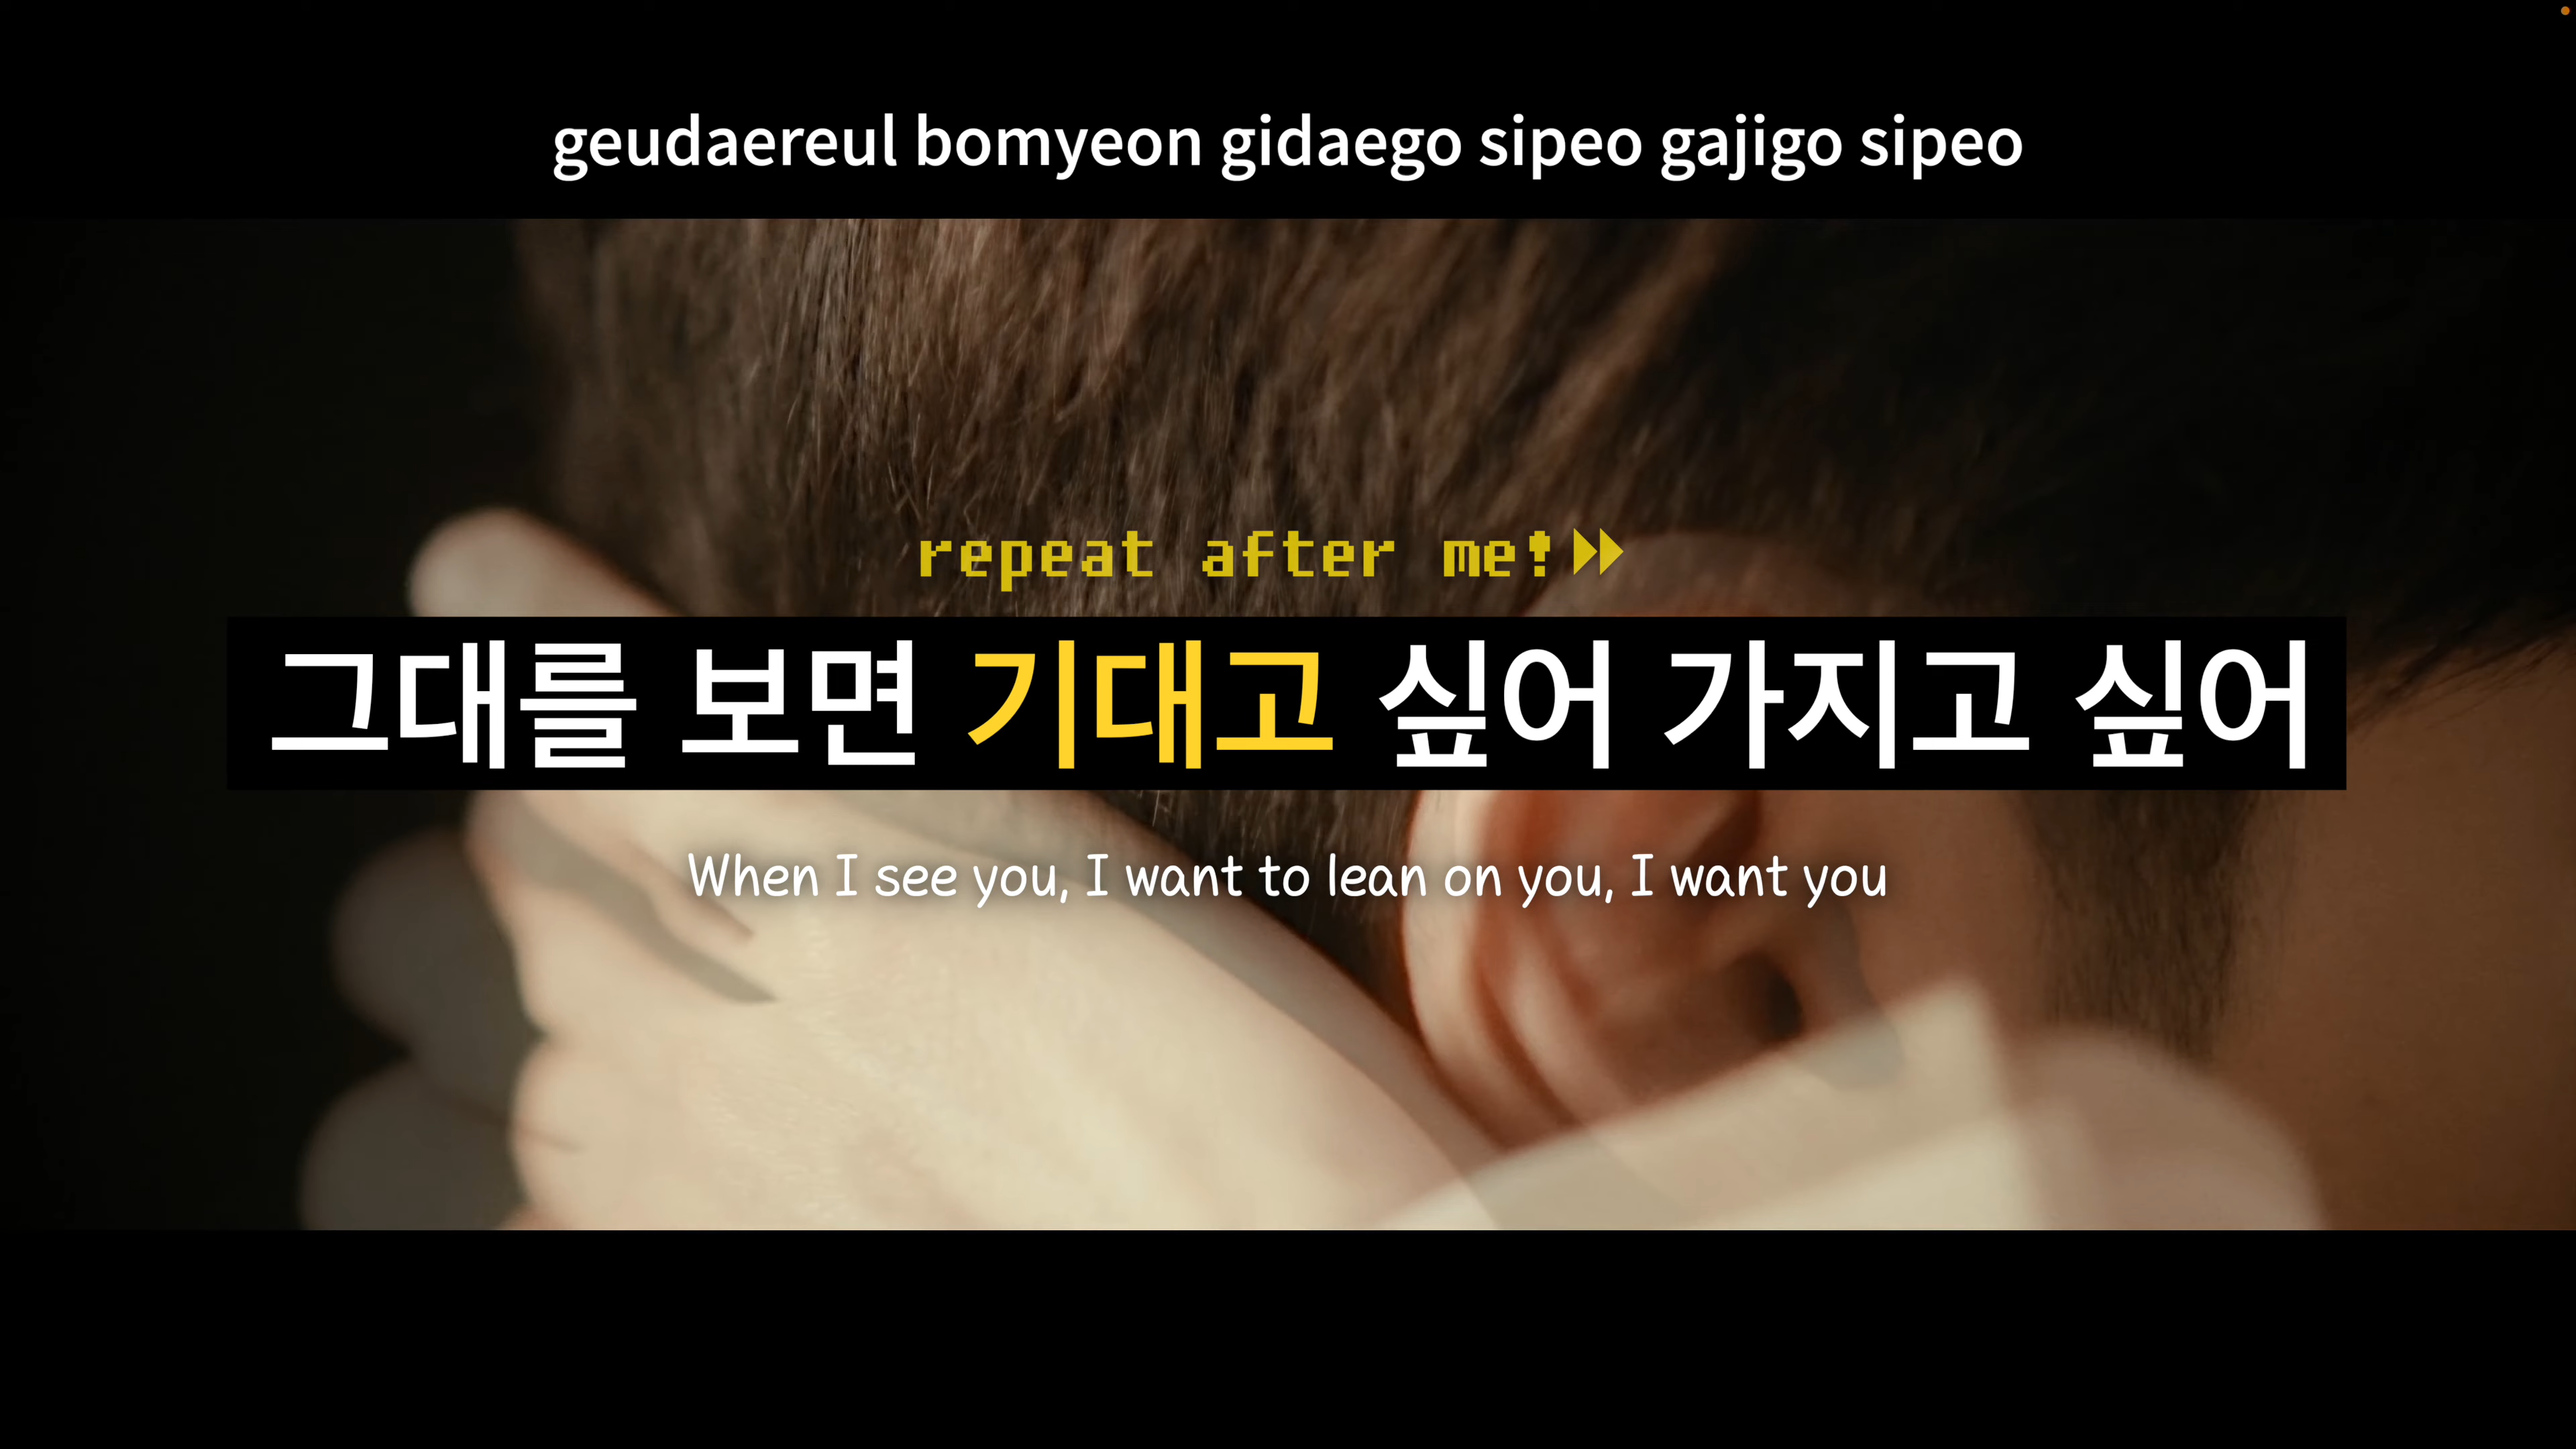 geudaereul bomyeon gidaego sipeo gajigo sipeo
repeat after me!
그대를 보면 기대고 싶어 가지고 싶어
When I see you, I want to lean on you, I want you